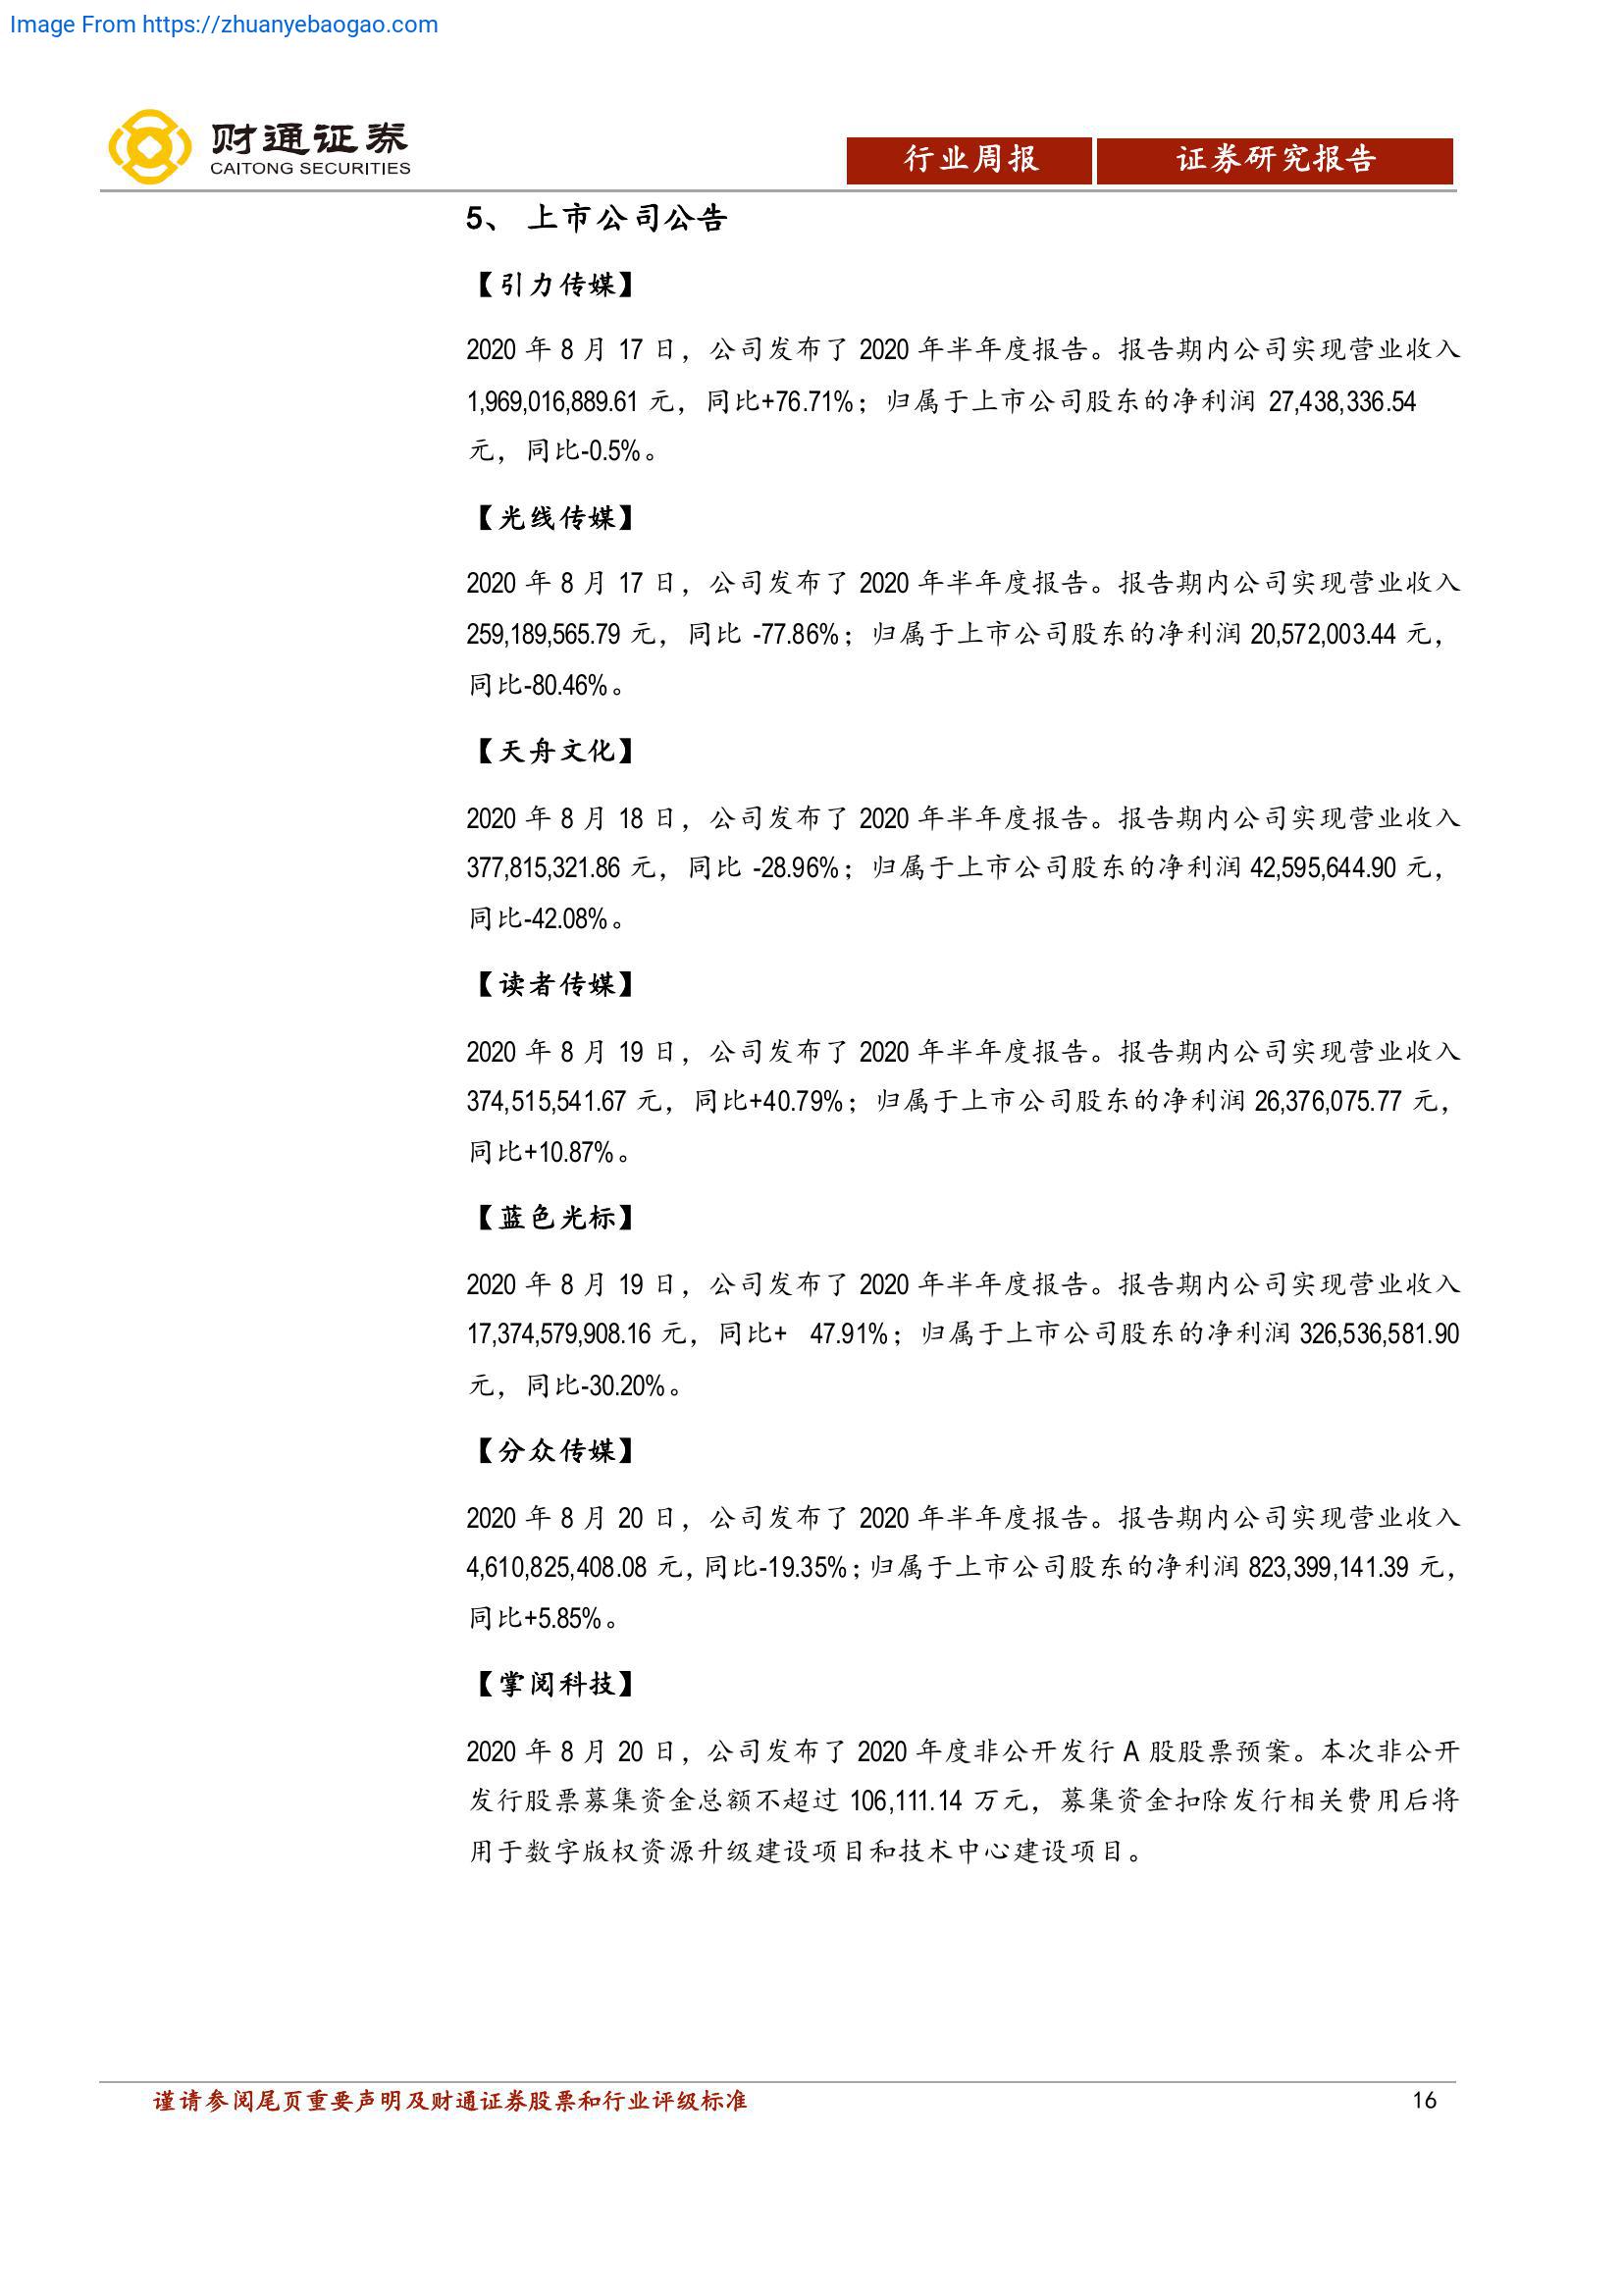 Image From https://zhuanyebaogao.com
财通证券
CAITONG SECURITIES
行业周报
证券研究报告
5、 上市公司公告
【引力传媒】
2020 年 8 月 17 日，公司发布了 2020 年半年度报告。报告期内公司实现营业收入
1,969,016,889.61 元，同比+76.71%；归属于上市公司股东的净利润 27,438,336.54
元，同比-0.5%。
【光线传媒】
2020 年 8 月 17 日，公司发布了 2020 年半年度报告。报告期内公司实现营业收入
259,189,565.79 元，同比 -77.86%；归属于上市公司股东的净利润 20,572,003.44 元，
同比-80.46%。
【天舟文化】
2020 年 8 月 18 日，公司发布了 2020 年半年度报告。报告期内公司实现营业收入
377,815,321.86 元，同比 -28.96%；归属于上市公司股东的净利润 42,595,644.90 元，
同比-42.08%。
【读者传媒】
2020 年 8 月 19 日，公司发布了 2020 年半年度报告。报告期内公司实现营业收入
374,515,541.67 元，同比+40.79%；归属于上市公司股东的净利润 26,376,075.77 元，
同比+10.87%。
【蓝色光标】
2020 年 8 月 19 日，公司发布了 2020 年半年度报告。报告期内公司实现营业收入
17,374,579,908.16 元，同比+ 47.91%；归属于上市公司股东的净利润 326,536,581.90
元，同比-30.20%。
【分众传媒】
2020 年 8 月 20 日，公司发布了 2020 年半年度报告。报告期内公司实现营业收入
4,610,825,408.08 元，同比-19.35%；归属于上市公司股东的净利润 823,399,141.39 元，
同比+5.85%。
【掌阅科技】
2020 年 8 月 20 日，公司发布了 2020 年度非公开发行 A 股股票预案。本次非公开
发行股票募集资金总额不超过 106,111.14 万元，募集资金扣除发行相关费用后将
用于数字版权资源升级建设项目和技术中心建设项目。
谨请参阅尾页重要声明及财通证券股票和行业评级标准
16